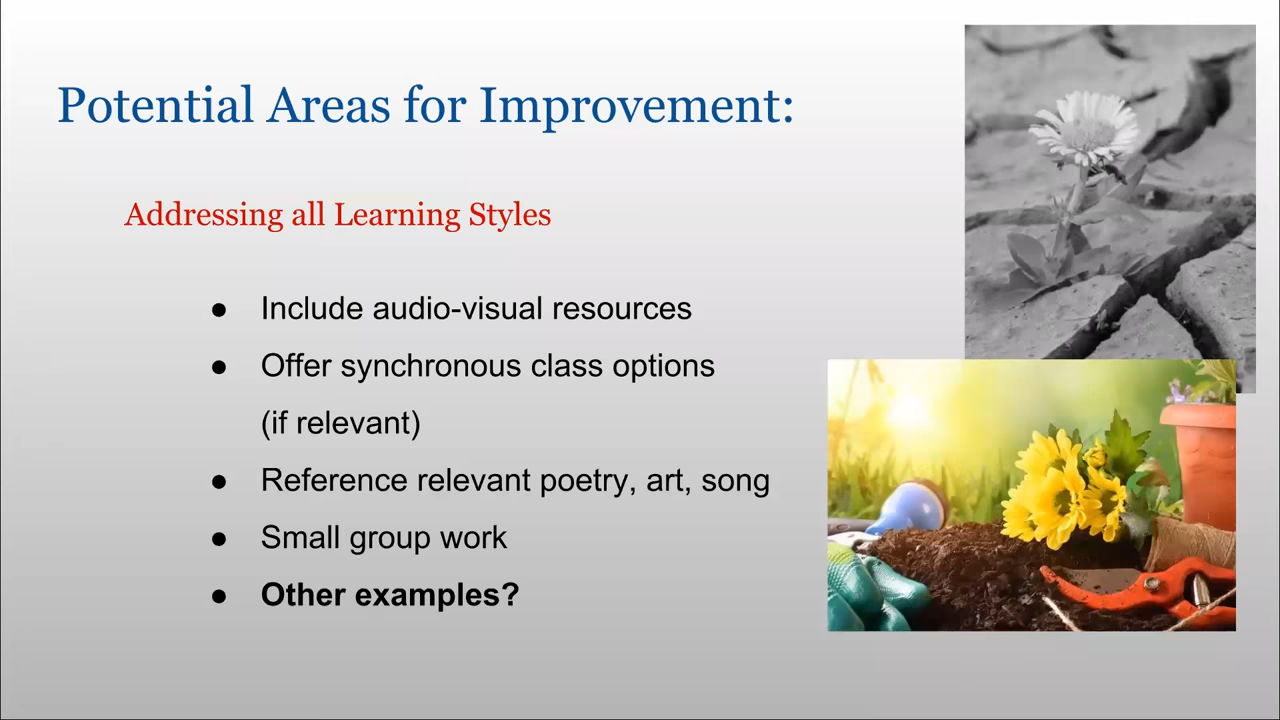 Potential Areas for Improvement:
Addressing all Learning Styles
● Include audio-visual resources
● Offer synchronous class options
(if relevant)
● Reference relevant poetry, art, song
● Small group work
● Other examples?